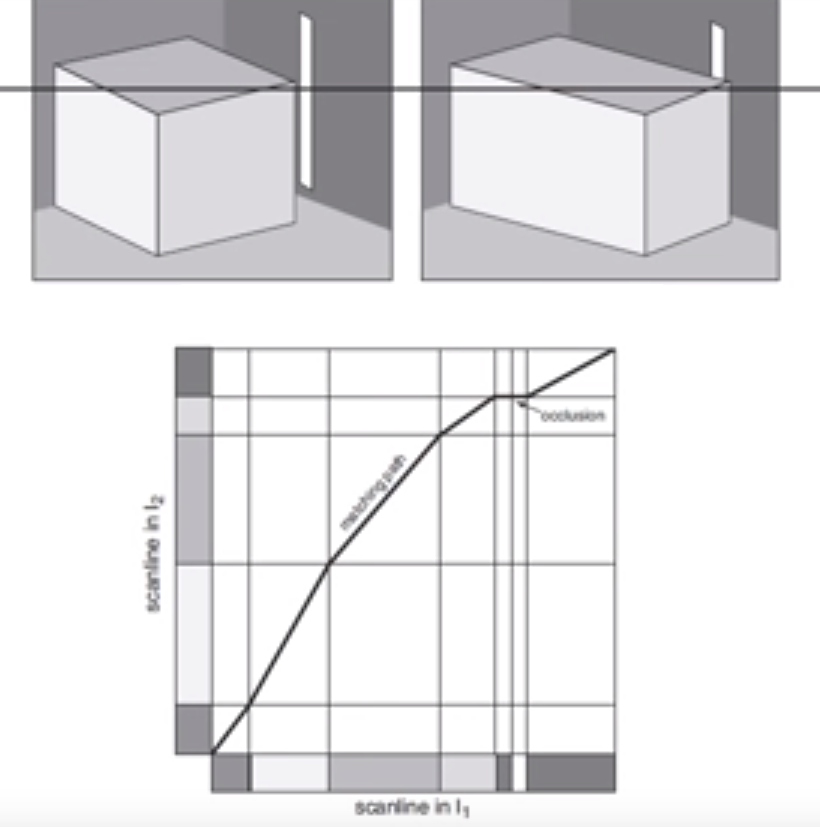 occlusion
matching path
scanline in I₂
scanline in I₁